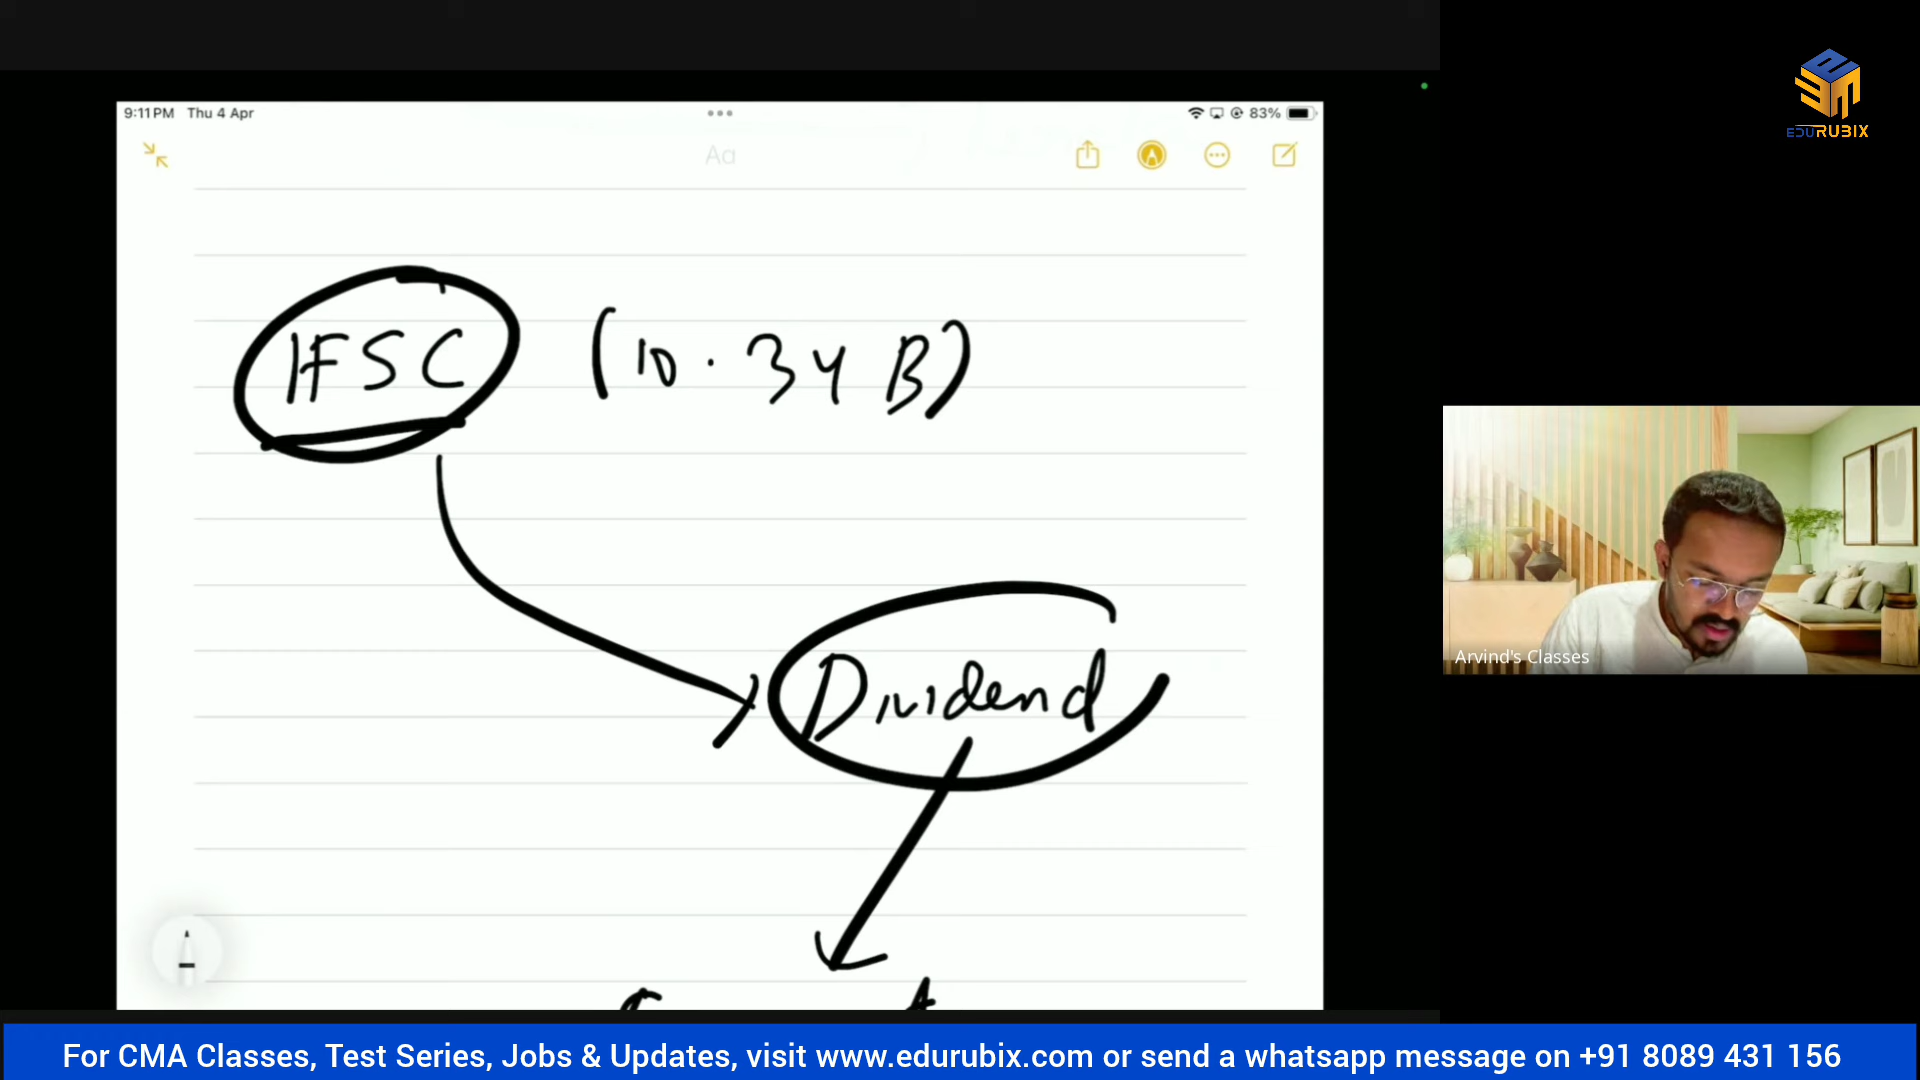 9:11 PM Thu 4 Apr
83%
Aa
EDURUBIX
IFSC (10.34 B)
Dividend
Arvind's Classes
For CMA Classes, Test Series, Jobs & Updates, visit www.edurubix.com or send a whatsapp message on +91 8089 431 156